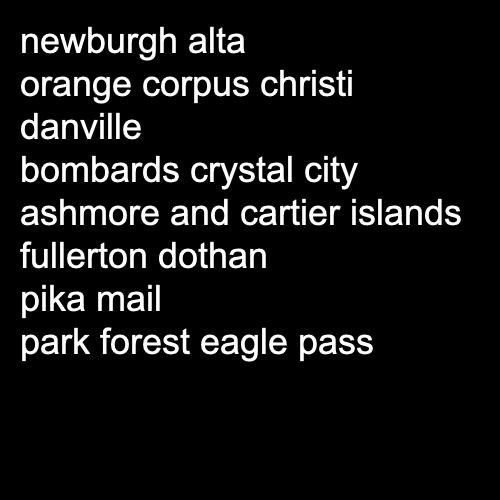 newburgh alta
orange corpus christi
danville
bombards crystal city
ashmore and cartier islands
fullerton dothan
pika mail
park forest eagle pass